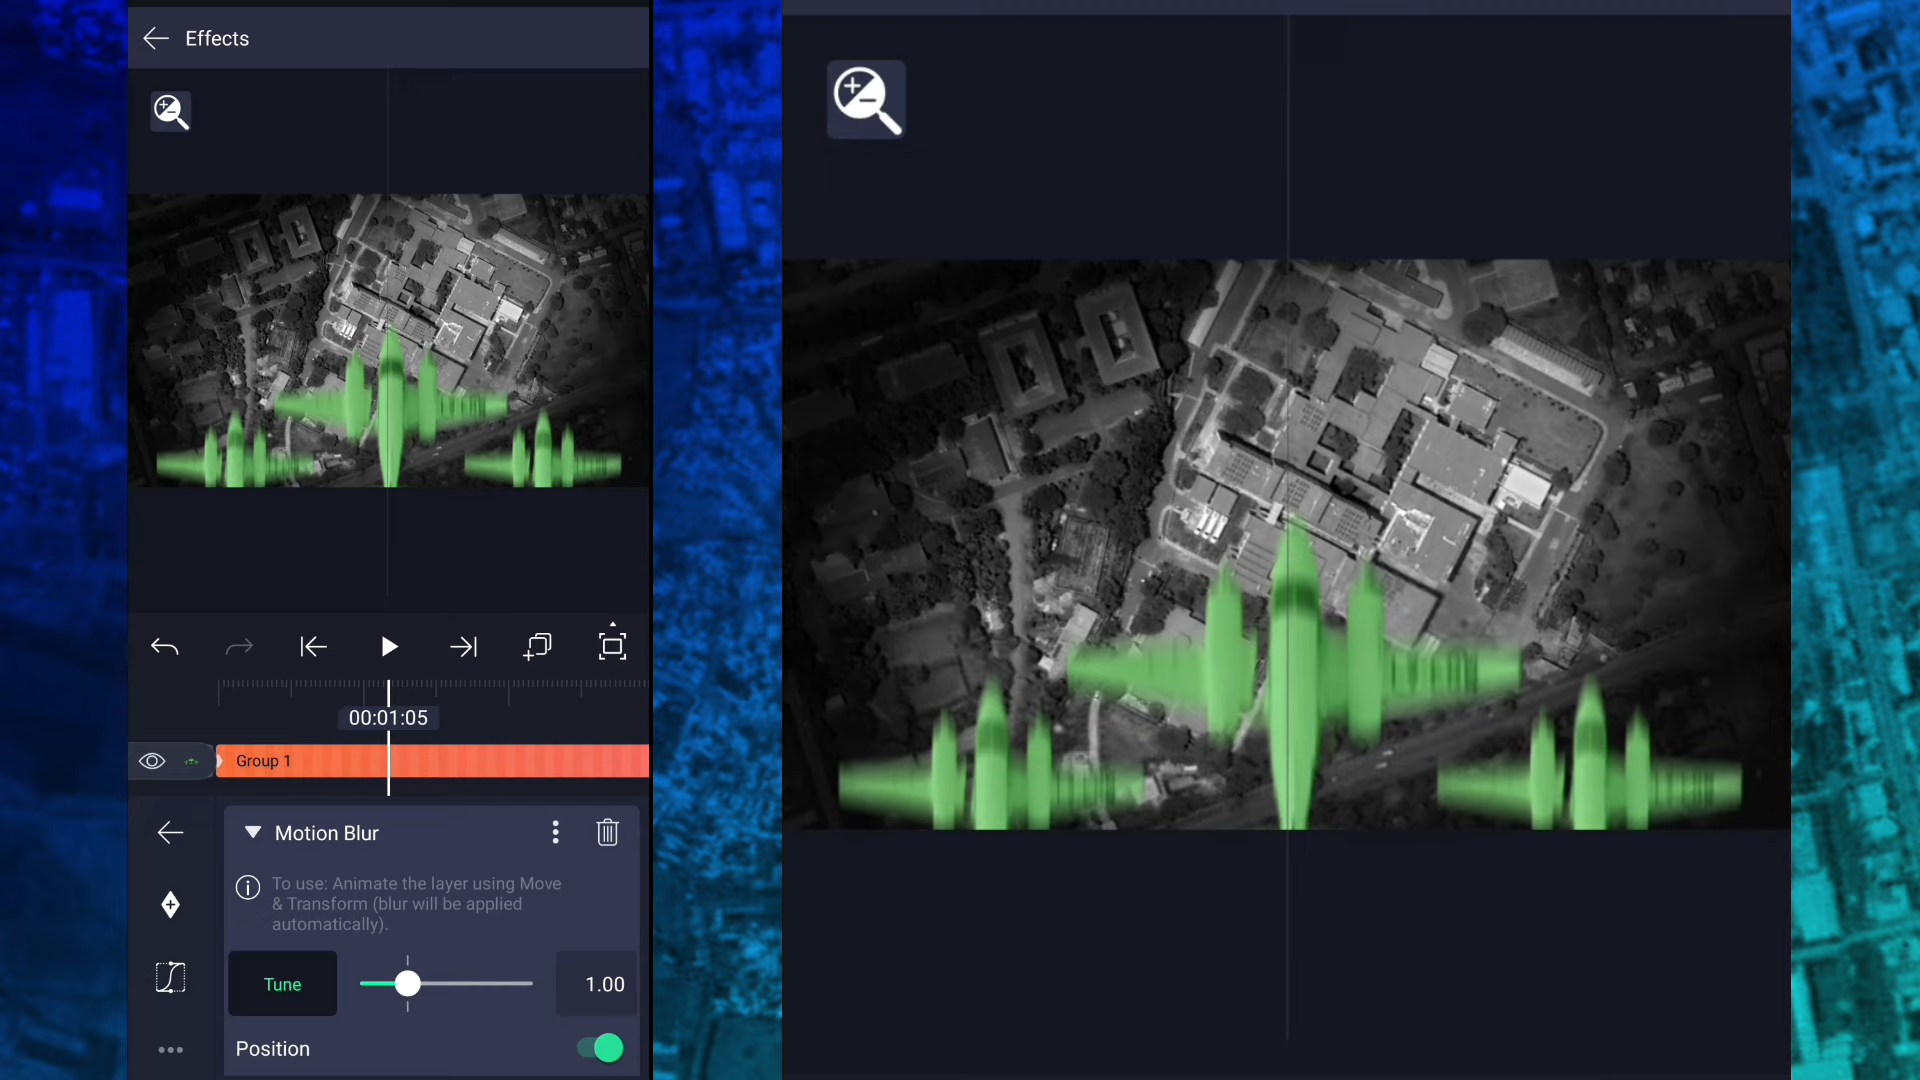 Effects
00:01:05
Group 1
Motion Blur
To use: Animate the layer using Move
& Transform (blur will be applied
automatically).
Tune
1.00
Position